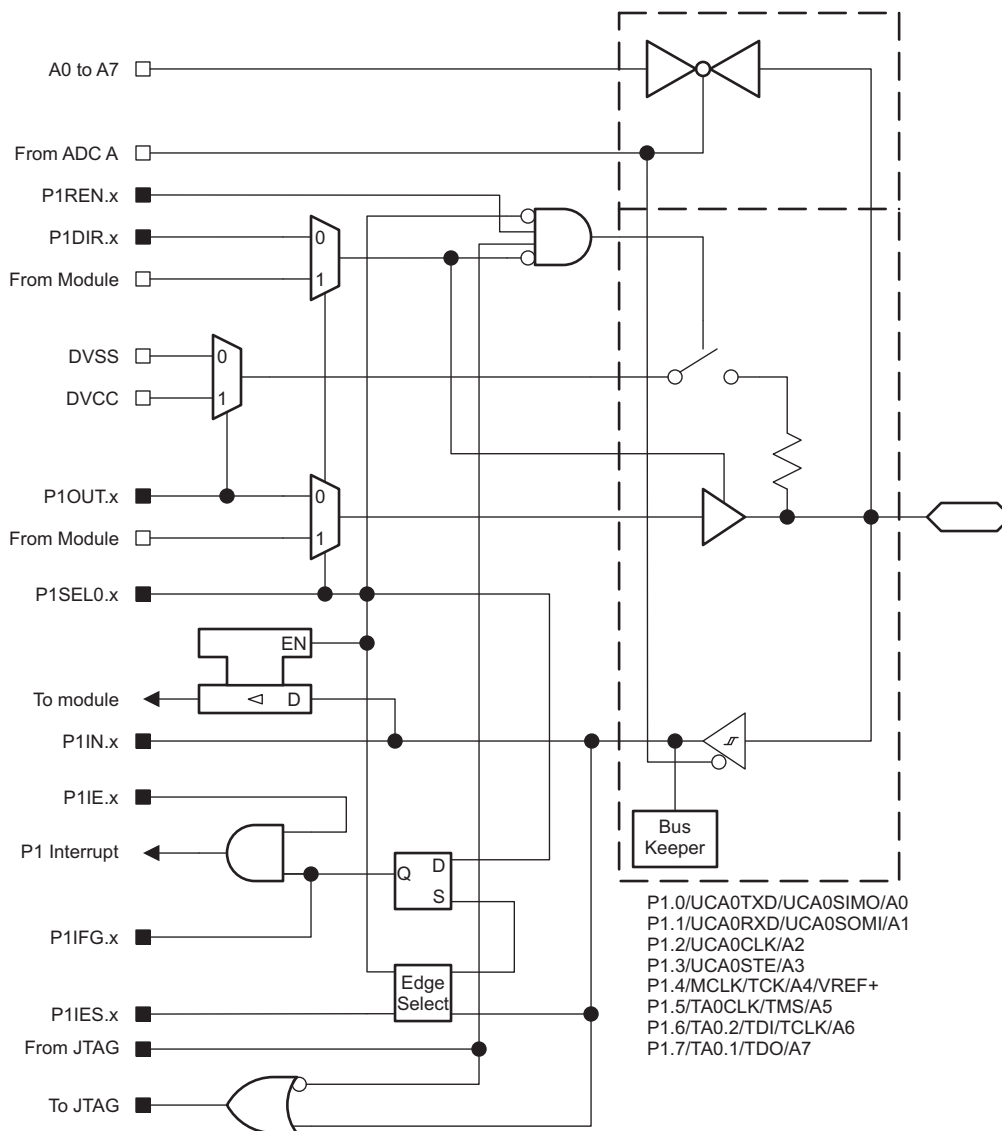 A0 to A7
From ADC A
P1REN.x
P1DIR.x
0
From Module
1
DVSS
0
DVCC
1
P1OUT.x
0
From Module
1
P1SEL0.x
EN
To module
D
P1IN.x
P1IE.x
Bus
Keeper
P1 Interrupt
Q
D
S
P1IFG.x
Edge
Select
P1IES.x
From JTAG
To JTAG
P1.0/UCA0TXD/UCA0SIMO/A0
P1.1/UCA0RXD/UCA0SOMI/A1
P1.2/UCA0CLK/A2
P1.3/UCA0STE/A3
P1.4/MCLK/TCK/A4/VREF+
P1.5/TA0CLK/TMS/A5
P1.6/TA0.2/TDI/TCLK/A6
P1.7/TA0.1/TDO/A7